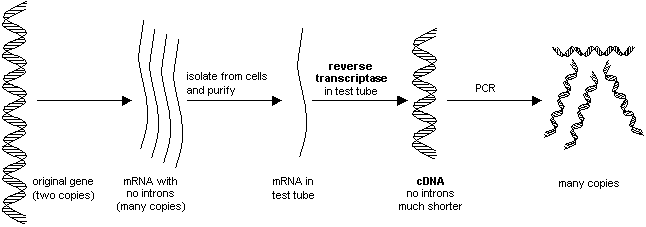 isolate from cells
and purify
reverse
transcriptase
in test tube
PCR
original gene
(two copies)
mRNA with
no introns
(many copies)
mRNA in
test tube
cDNA
no introns
much shorter
many copies